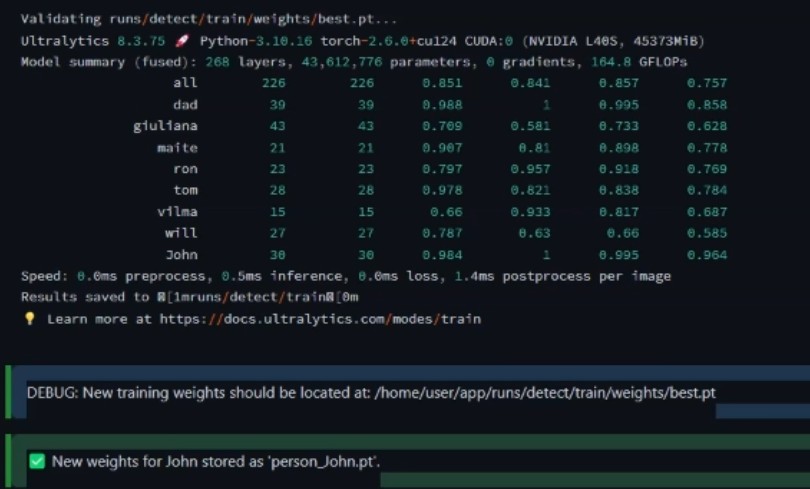 Validating runs/detect/train/weights/best.pt...
Ultralytics 8.3.75 🚀 Python-3.10.16 torch-2.6.0+cu124 CUDA:0 (NVIDIA L40S, 45373MiB)
Model summary (fused): 268 layers, 43,612,776 parameters, 0 gradients, 164.8 GFLOPs
all 226 226 0.851 0.841 0.857 0.757
dad 39 39 0.988 1 0.995 0.858
giuliana 43 43 0.709 0.581 0.733 0.628
maite 21 21 0.907 0.81 0.898 0.778
ron 23 23 0.797 0.957 0.918 0.769
tom 28 28 0.978 0.821 0.838 0.784
vilma 15 15 0.66 0.933 0.817 0.687
will 27 27 0.787 0.63 0.66 0.585
John 30 30 0.984 1 0.995 0.964
Speed: 0.0ms preprocess, 0.5ms inference, 0.0ms loss, 1.4ms postprocess per image
Results saved to �[1mruns/detect/train�[0m
💡 Learn more at https://docs.ultralytics.com/modes/train
DEBUG: New training weights should be located at: /home/user/app/runs/detect/train/weights/best.pt
✅ New weights for John stored as 'person_John.pt'.